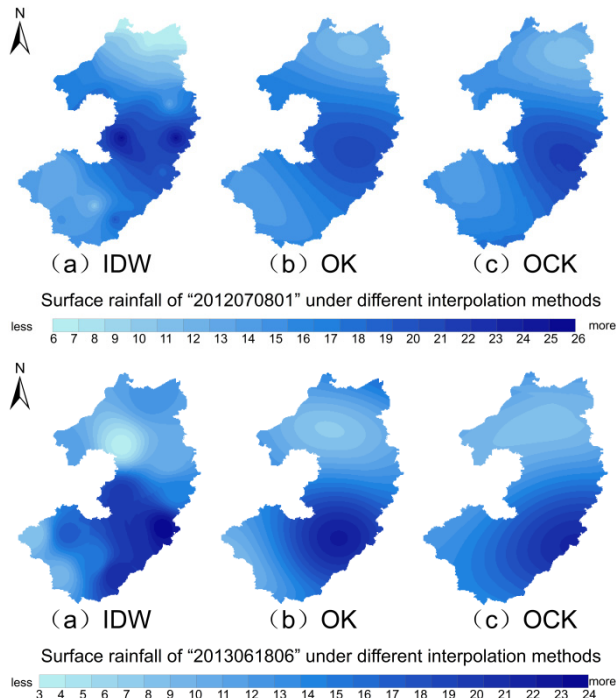 N
（a）IDW （b）OK （c）OCK
Surface rainfall of “2012070801” under different interpolation methods
less more
6 7 8 9 10 11 12 13 14 15 16 17 18 19 20 21 22 23 24 25 26
N
（a）IDW （b）OK （c）OCK
Surface rainfall of “2013061806” under different interpolation methods
less more
3 4 5 6 7 8 9 10 11 12 13 14 15 16 17 18 19 20 21 22 23 24